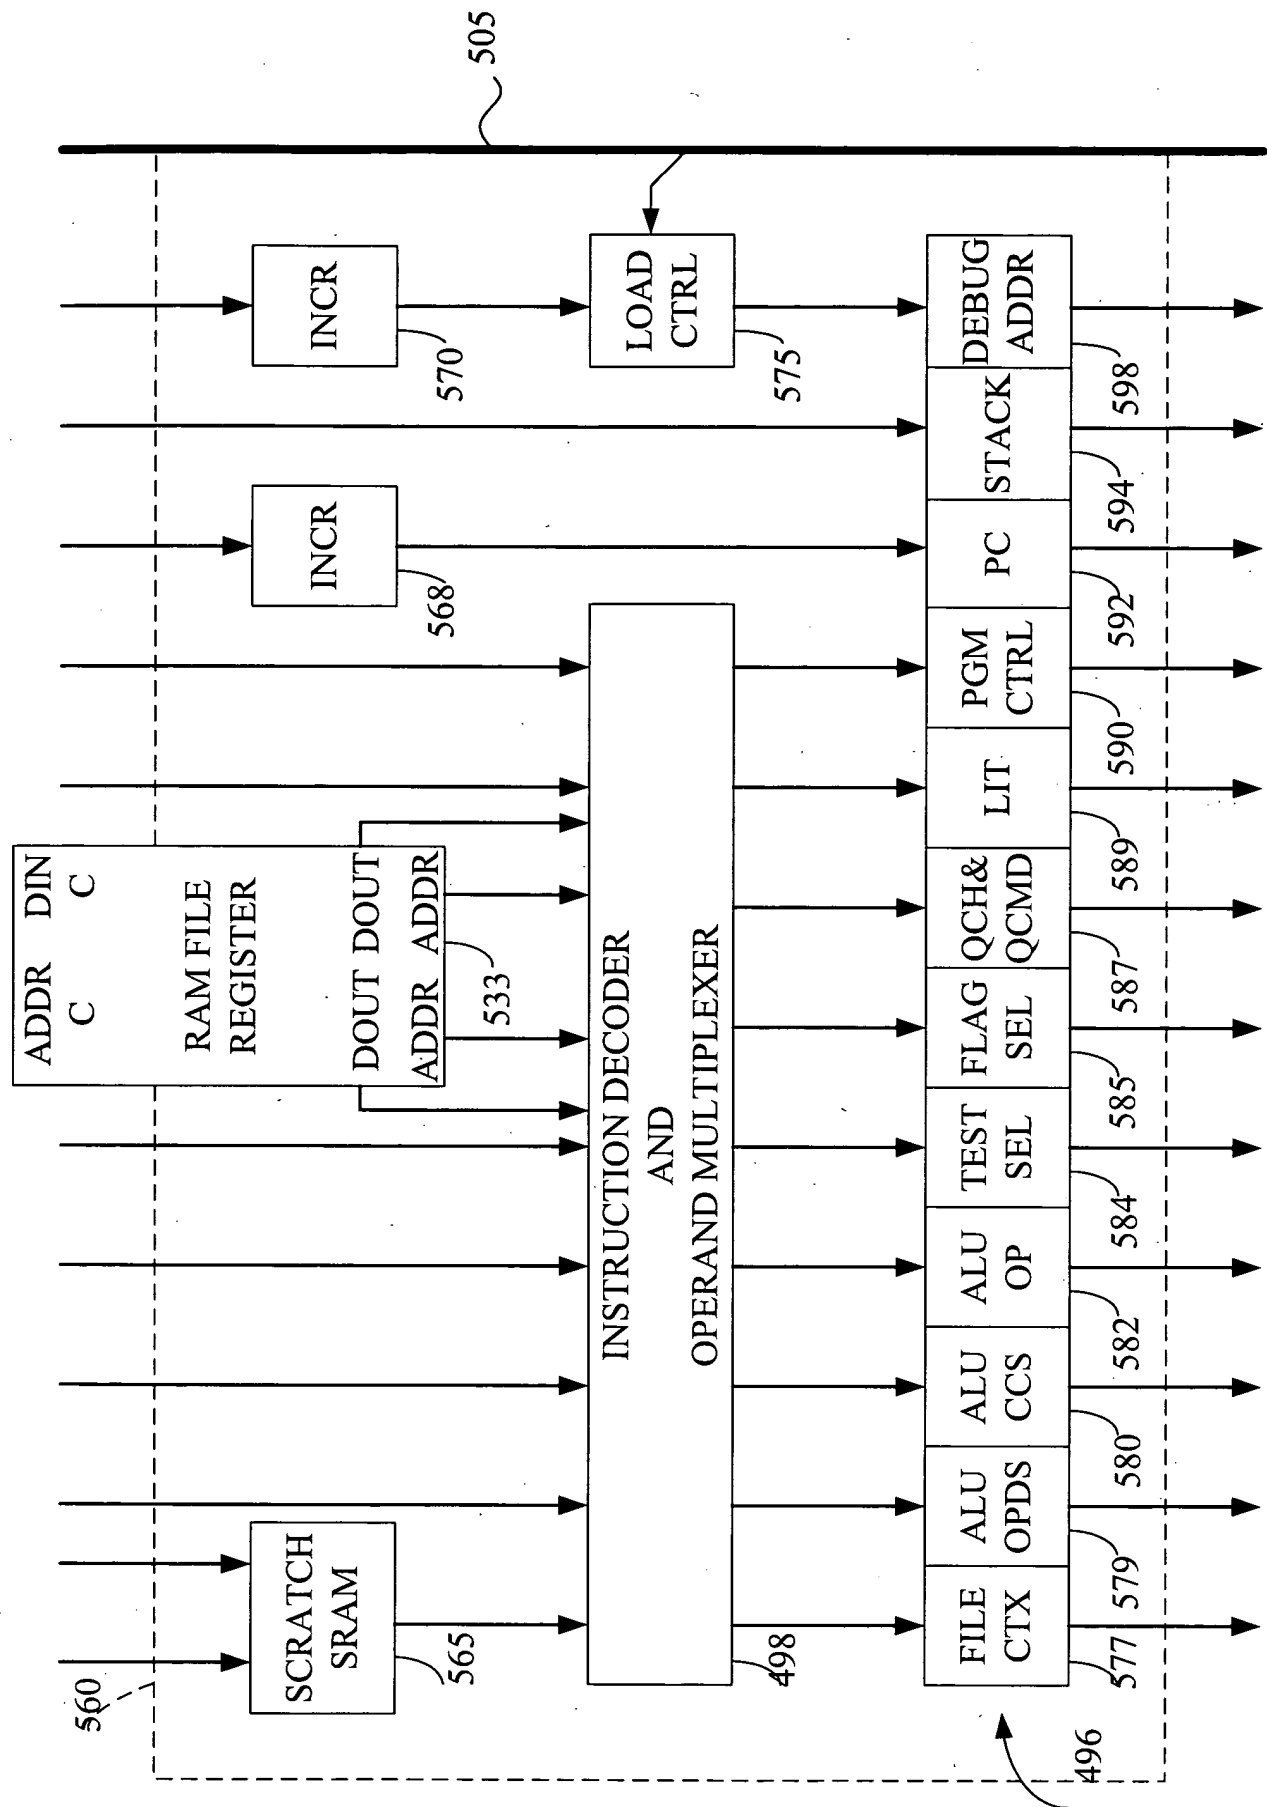 505
560
SCRATCH
SRAM
565
ADDR DIN
C C
RAM FILE
REGISTER
DOUT DOUT
ADDR ADDR
533
INCR
568
INCR
570
INSTRUCTION DECODER
AND
OPERAND MULTIPLEXER
498
LOAD
CTRL
575
FILE
CTX
577
ALU
OPDS
579
ALU
CCS
580
ALU
OP
582
TEST
SEL
584
FLAG
SEL
585
QCH&
QCMD
587
LIT
589
PGM
CTRL
590
PC
592
STACK
594
DEBUG
ADDR
598
496